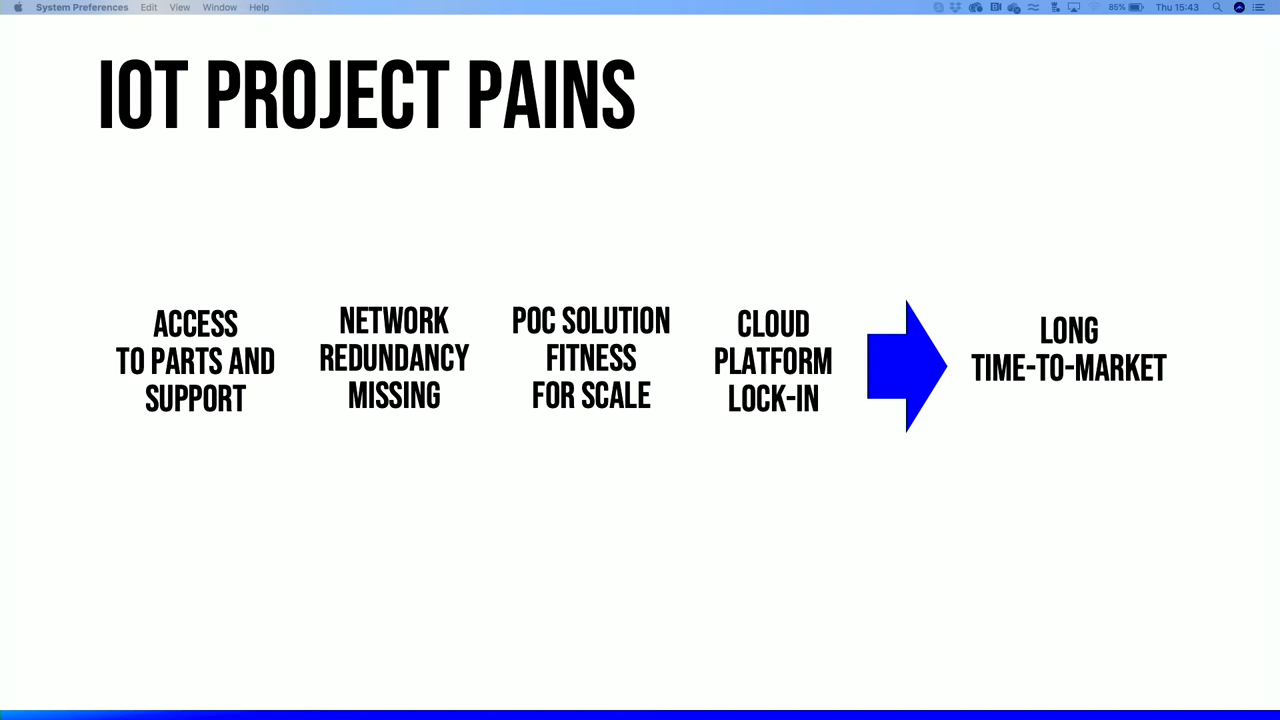 System Preferences Edit View Window Help 85% Thu 15:43
IOT PROJECT PAINS
ACCESS
TO PARTS AND
SUPPORT
NETWORK
REDUNDANCY
MISSING
POC SOLUTION
FITNESS
FOR SCALE
CLOUD
PLATFORM
LOCK-IN
LONG
TIME-TO-MARKET